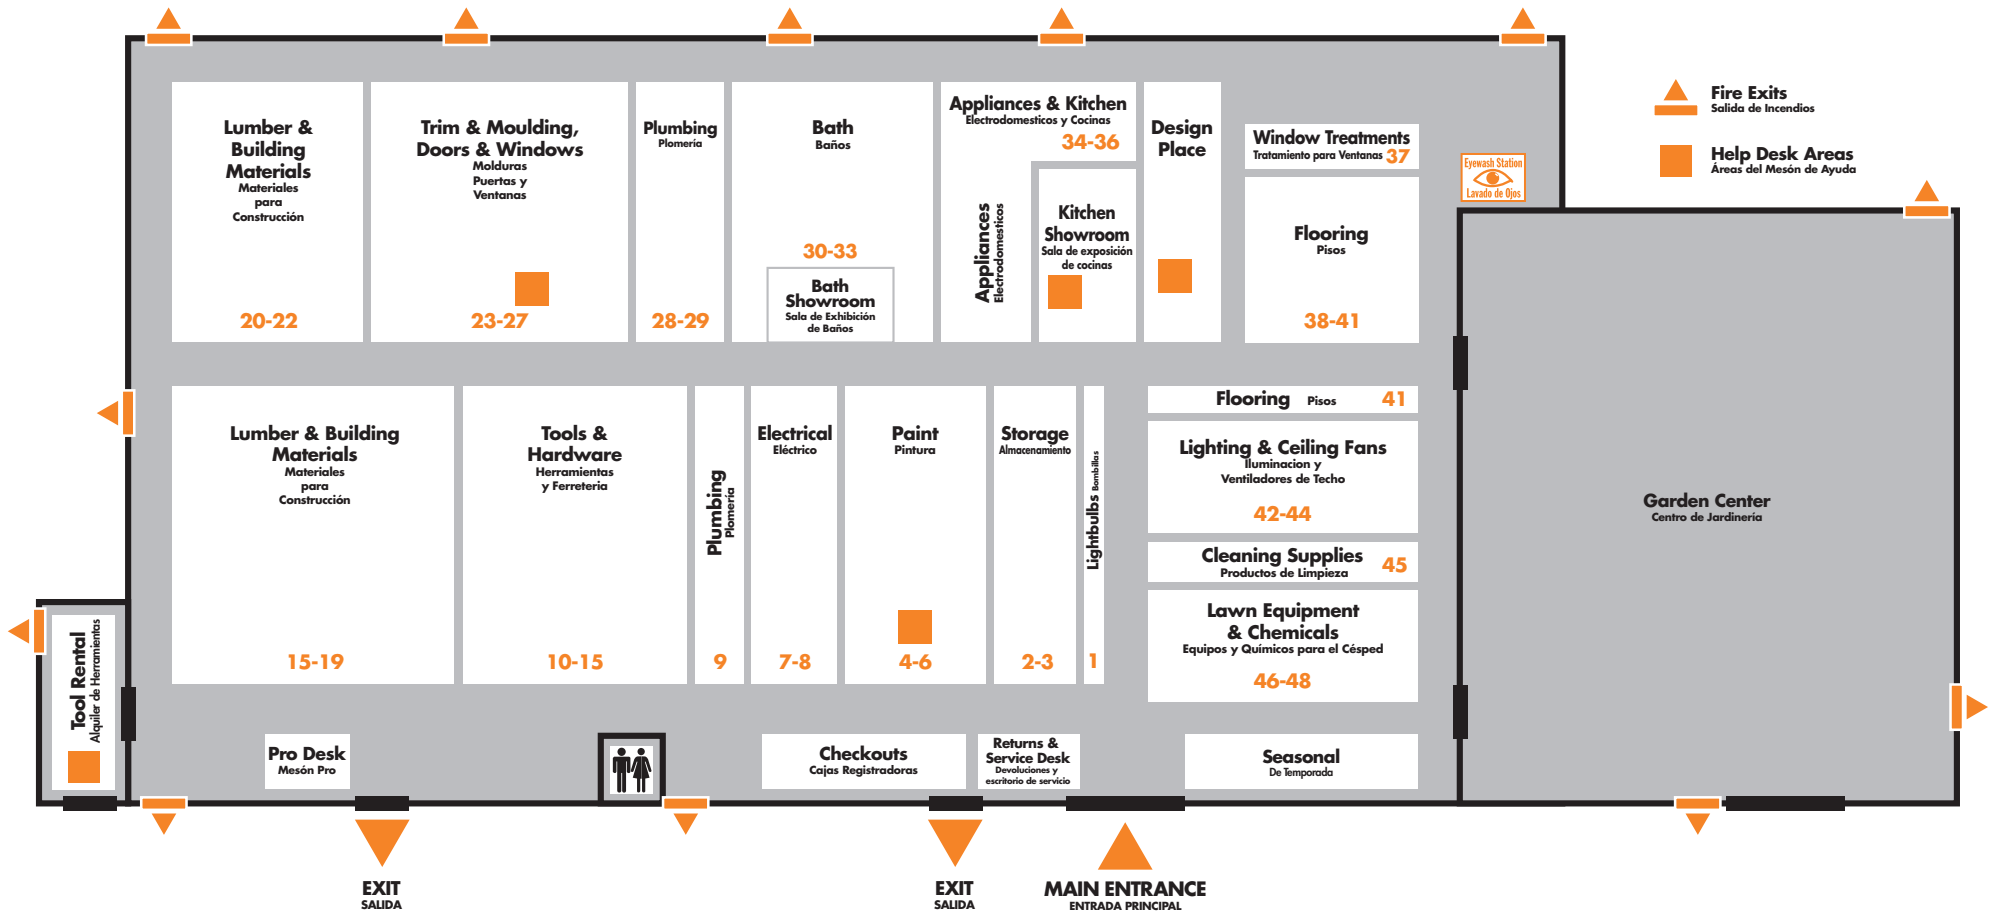 Lumber &
Building
Materials
Materiales
para
Construcción
20-22
Trim & Moulding,
Doors & Windows
Molduras
Puertas y
Ventanas
23-27
Plumbing
Plomería
28-29
Bath
Baños
30-33
Bath
Showroom
Sala de Exhibición
de Baños
Appliances & Kitchen
Electrodomesticos y Cocinas
34-36
Appliances
Electrodomesticos
Kitchen
Showroom
Sala de exposición
de cocinas
Design
Place
Window Treatments
Tratamiento para Ventanas 37
Flooring
Pisos
38-41
Eyewash Station
Lavado de Ojos
Fire Exits
Salida de Incendios
Help Desk Areas
Áreas del Mesón de Ayuda
Lumber & Building
Materials
Materiales
para
Construcción
15-19
Tools &
Hardware
Herramientas
y Ferreteria
10-15
Plumbing
Plomería
9
Electrical
Eléctrico
7-8
Paint
Pintura
4-6
Storage
Almacenamiento
2-3
Lightbulbs Bombillas
1
Flooring Pisos 41
Lighting & Ceiling Fans
Iluminacion y
Ventiladores de Techo
42-44
Cleaning Supplies
Productos de Limpieza
45
Lawn Equipment
& Chemicals
Equipos y Químicos para el Césped
46-48
Garden Center
Centro de Jardinería
Tool Rental
Alquiler de Herramientas
Pro Desk
Mesón Pro
Checkouts
Cajas Registradoras
Returns &
Service Desk
Devoluciones y
escritorio de servicio
Seasonal
De Temporada
EXIT
SALIDA
EXIT
SALIDA
MAIN ENTRANCE
ENTRADA PRINCIPAL